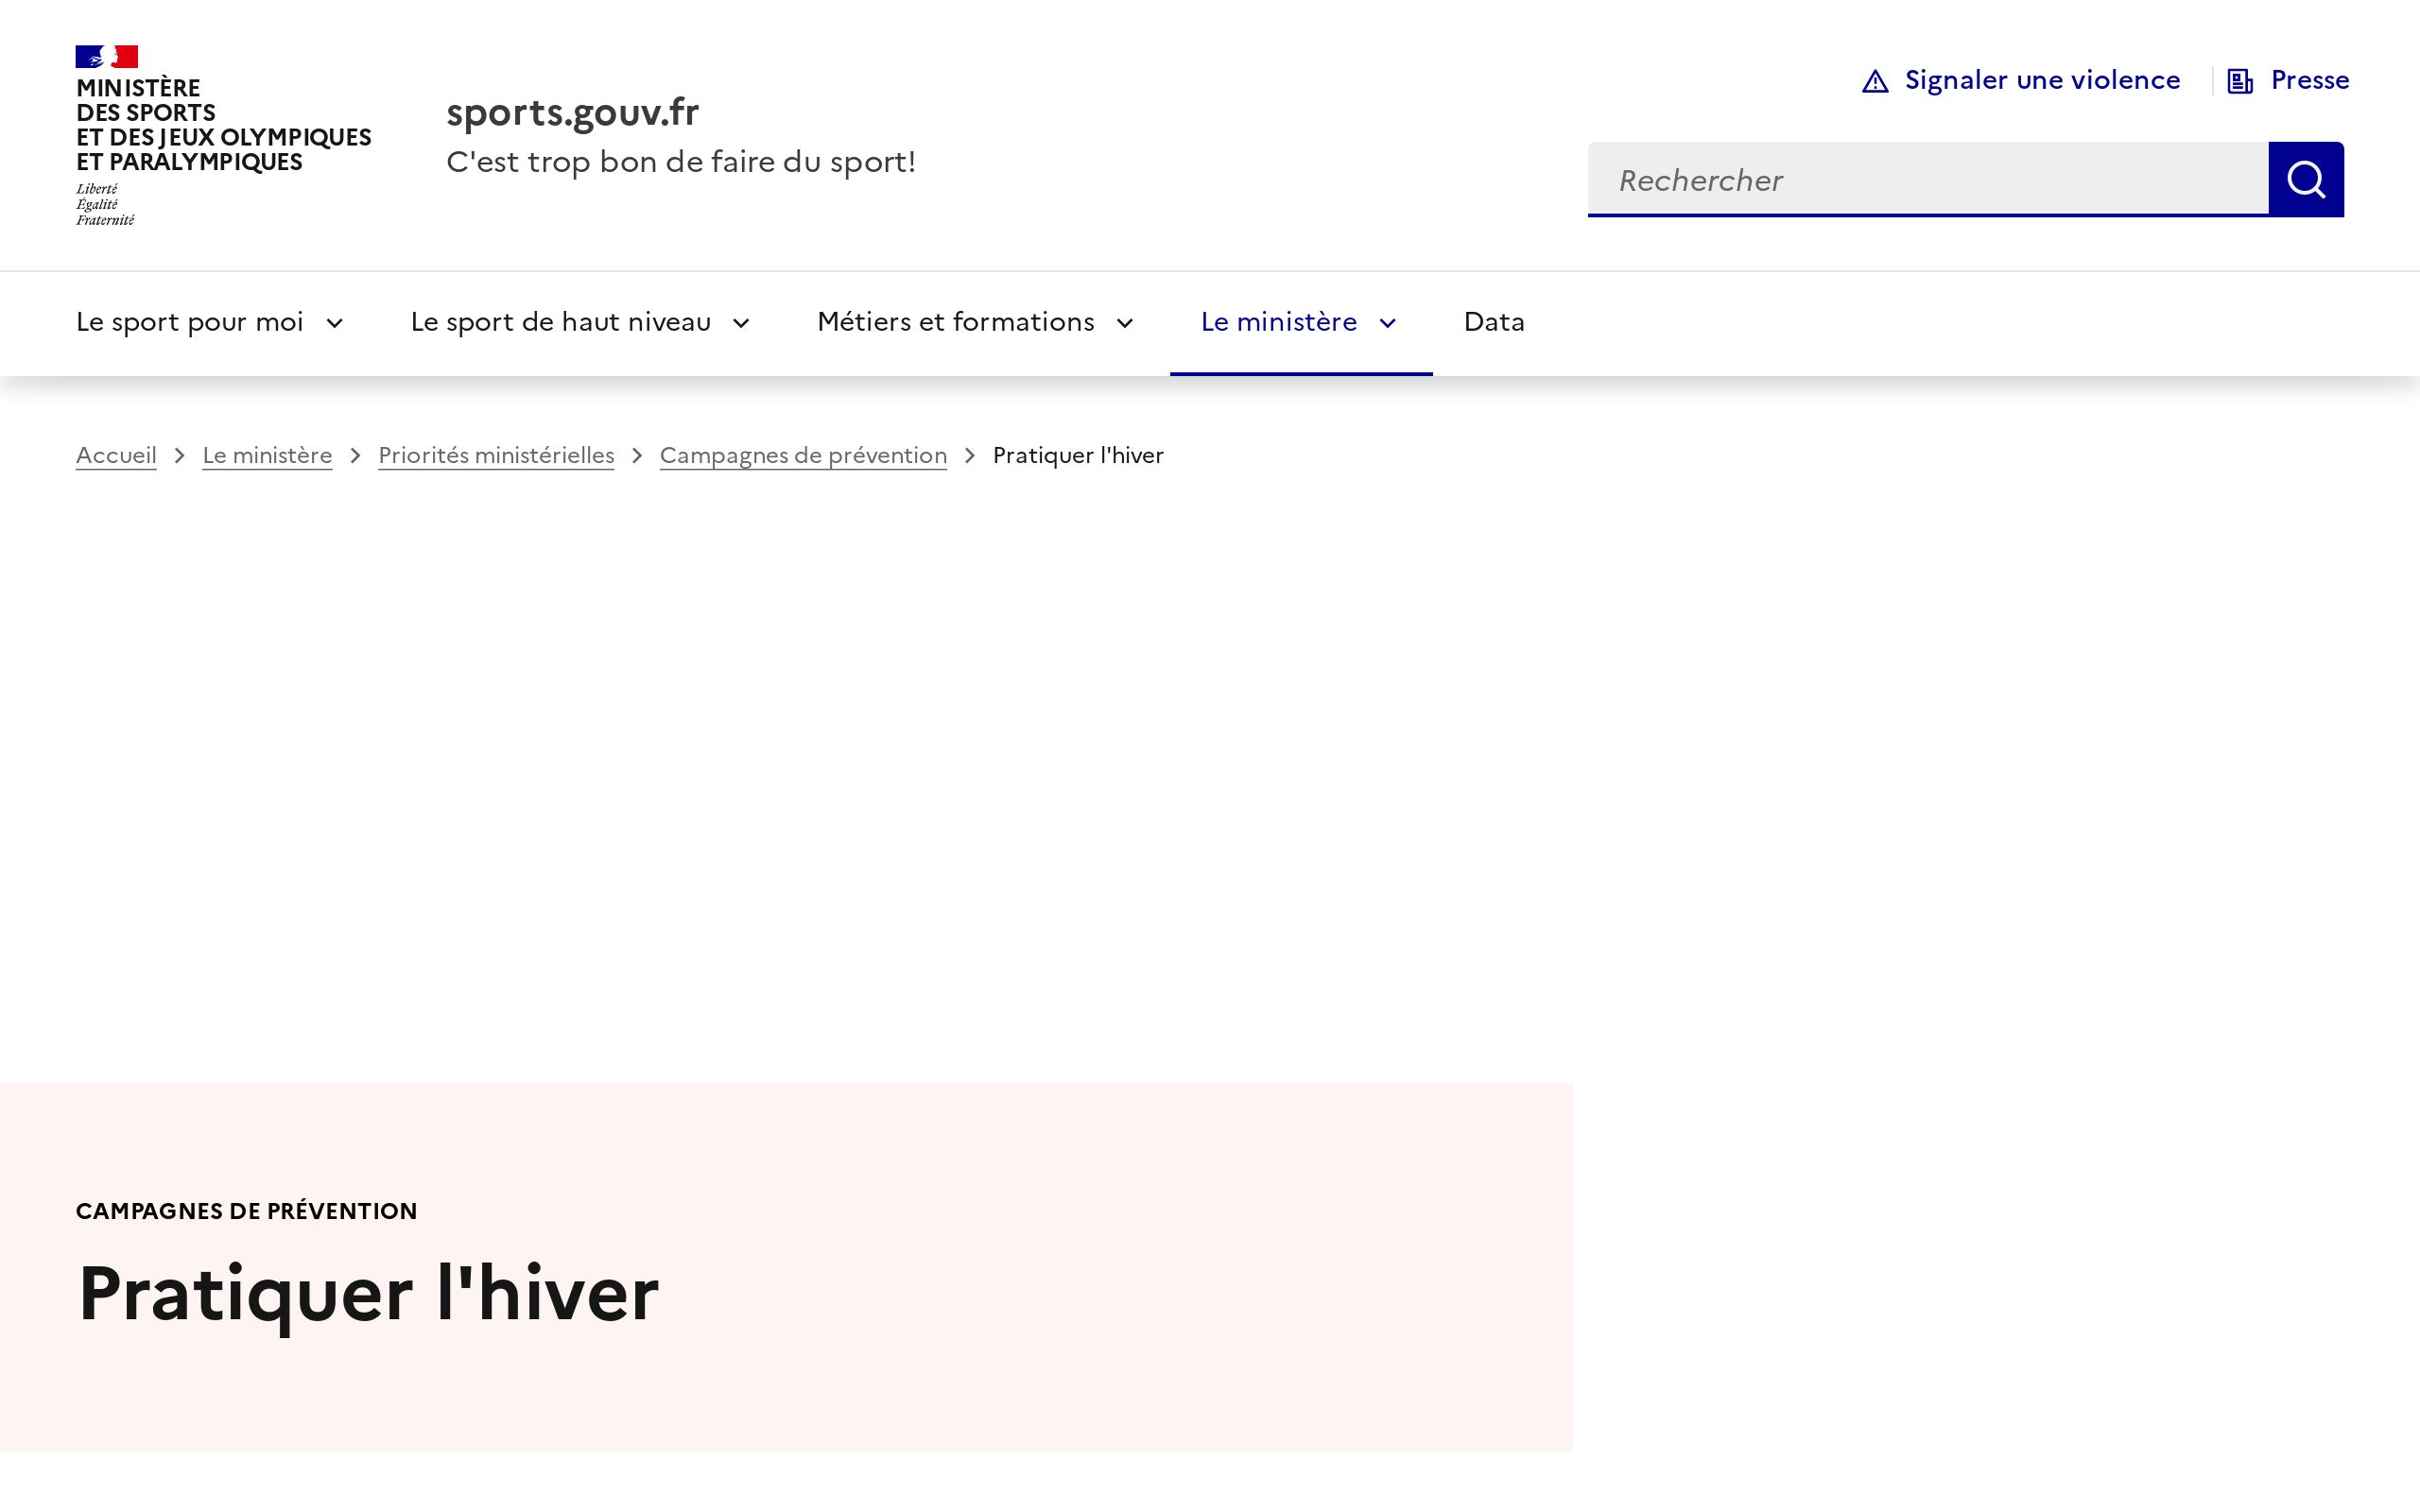 MINISTÈRE
DES SPORTS
ET DES JEUX OLYMPIQUES
ET PARALYMPIQUES
Liberté
Égalité
Fraternité
sports.gouv.fr
C'est trop bon de faire du sport!
Signaler une violence
Presse
Rechercher
Le sport pour moi
Le sport de haut niveau
Métiers et formations
Le ministère
Data
Accueil > Le ministère > Priorités ministérielles > Campagnes de prévention > Pratiquer l'hiver
CAMPAGNES DE PRÉVENTION
Pratiquer l'hiver